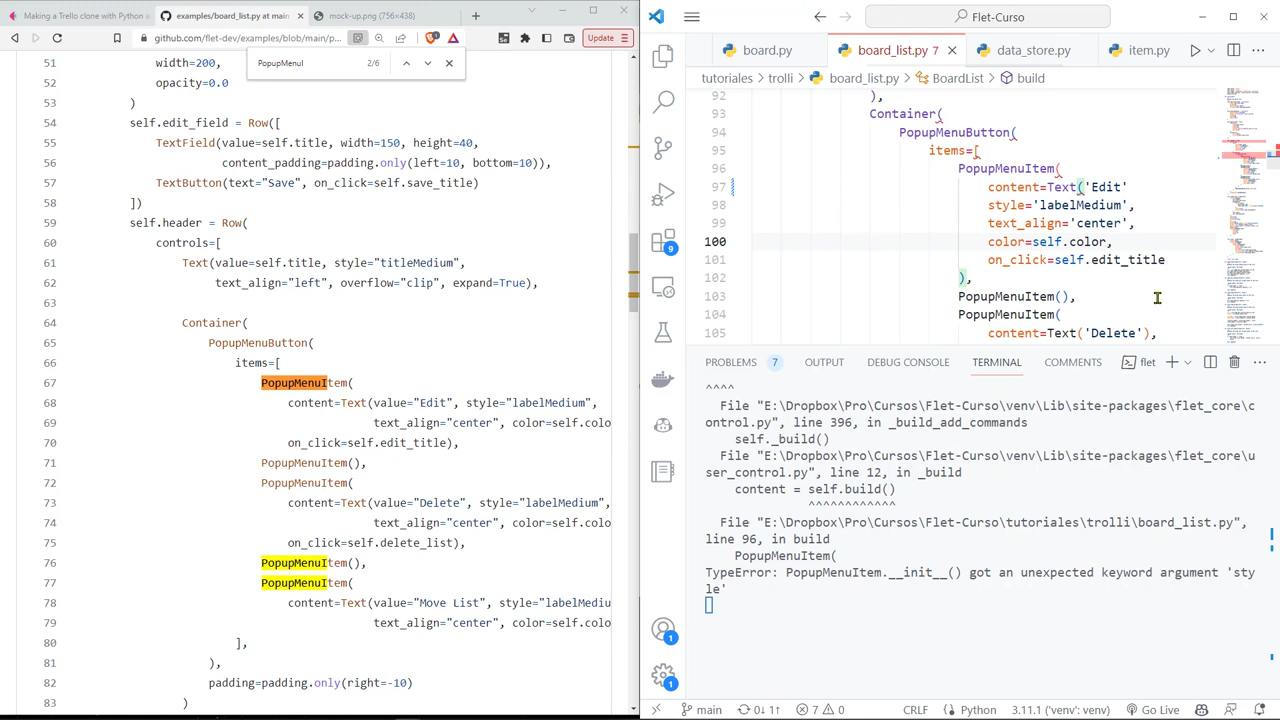 Making a Trello clone with Python
examples/board_list.py at main
mock-up.png (756×430)
github.com/flet-dev/examples/blob/main/p...
Update
PopupMenuI
2/6
51 width=200,
52 opacity=0.0
53 )
54 self.edit_field = Row([
55 TextField(value=self.title, width=150, height=40,
56 content_padding=padding.only(left=10, bottom=10)),
57 TextButton(text="Save", on_click=self.save_title)
58 ])
59 self.header = Row(
60 controls=[
61 Text(value=self.title, style="titleMedium",
62 text_align="left", overflow="clip", expand=True),
63
64 Container(
65 PopupMenuButton(
66 items=[
67 PopupMenuItem(
68 content=Text(value="Edit", style="labelMedium",
69 text_align="center", color=self.colo
70 on_click=self.edit_title),
71 PopupMenuItem(),
72 PopupMenuItem(
73 content=Text(value="Delete", style="labelMedium",
74 text_align="center", color=self.colo
75 on_click=self.delete_list),
76 PopupMenuItem(),
77 PopupMenuItem(
78 content=Text(value="Move List", style="labelMediu
79 text_align="center", color=self.colo
80 ],
81 ),
82 padding=padding.only(right=-
83 )
Flet-Curso
board.py
board_list.py 7
data_sto
item.py
tutoriales > trolli > board_list.py > BoardList > build
92 ),
93 Container(
94 PopupMenuButton(
95 items=[
96 PopupMenuItem(
97 content=Text('Edit'
98 style='labelMedium',
99 text_align='center',
100 color=self.color),
101 on_click=self.edit_title
PopupMenuItem(),
PopupMenuItem(
content=Text('Delete
PROBLEMS 7 OUTPUT DEBUG CONSOLE TERMINAL COMMENTS flet
^^^^
File "E:\Dropbox\Pro\Cursos\Flet-Curso\venv\Lib\site-packages\flet_core\c
ontrol.py", line 396, in _build_add_commands
self._build()
File "E:\Dropbox\Pro\Cursos\Flet-Curso\venv\Lib\site-packages\flet_core\u
ser_control.py", line 12, in _build
content = self.build()
^^^^^^^^^^^^
File "E:\Dropbox\Pro\Cursos\Flet-Curso\tutoriales\trolli\board_list.py",
line 96, in build
PopupMenuItem(
TypeError: PopupMenuItem.__init__() got an unexpected keyword argument 'sty
le'
9
1
1
main 0↓ 1↑ 7 0 CRLF Python 3.11.1 ('venv': venv) Go Live